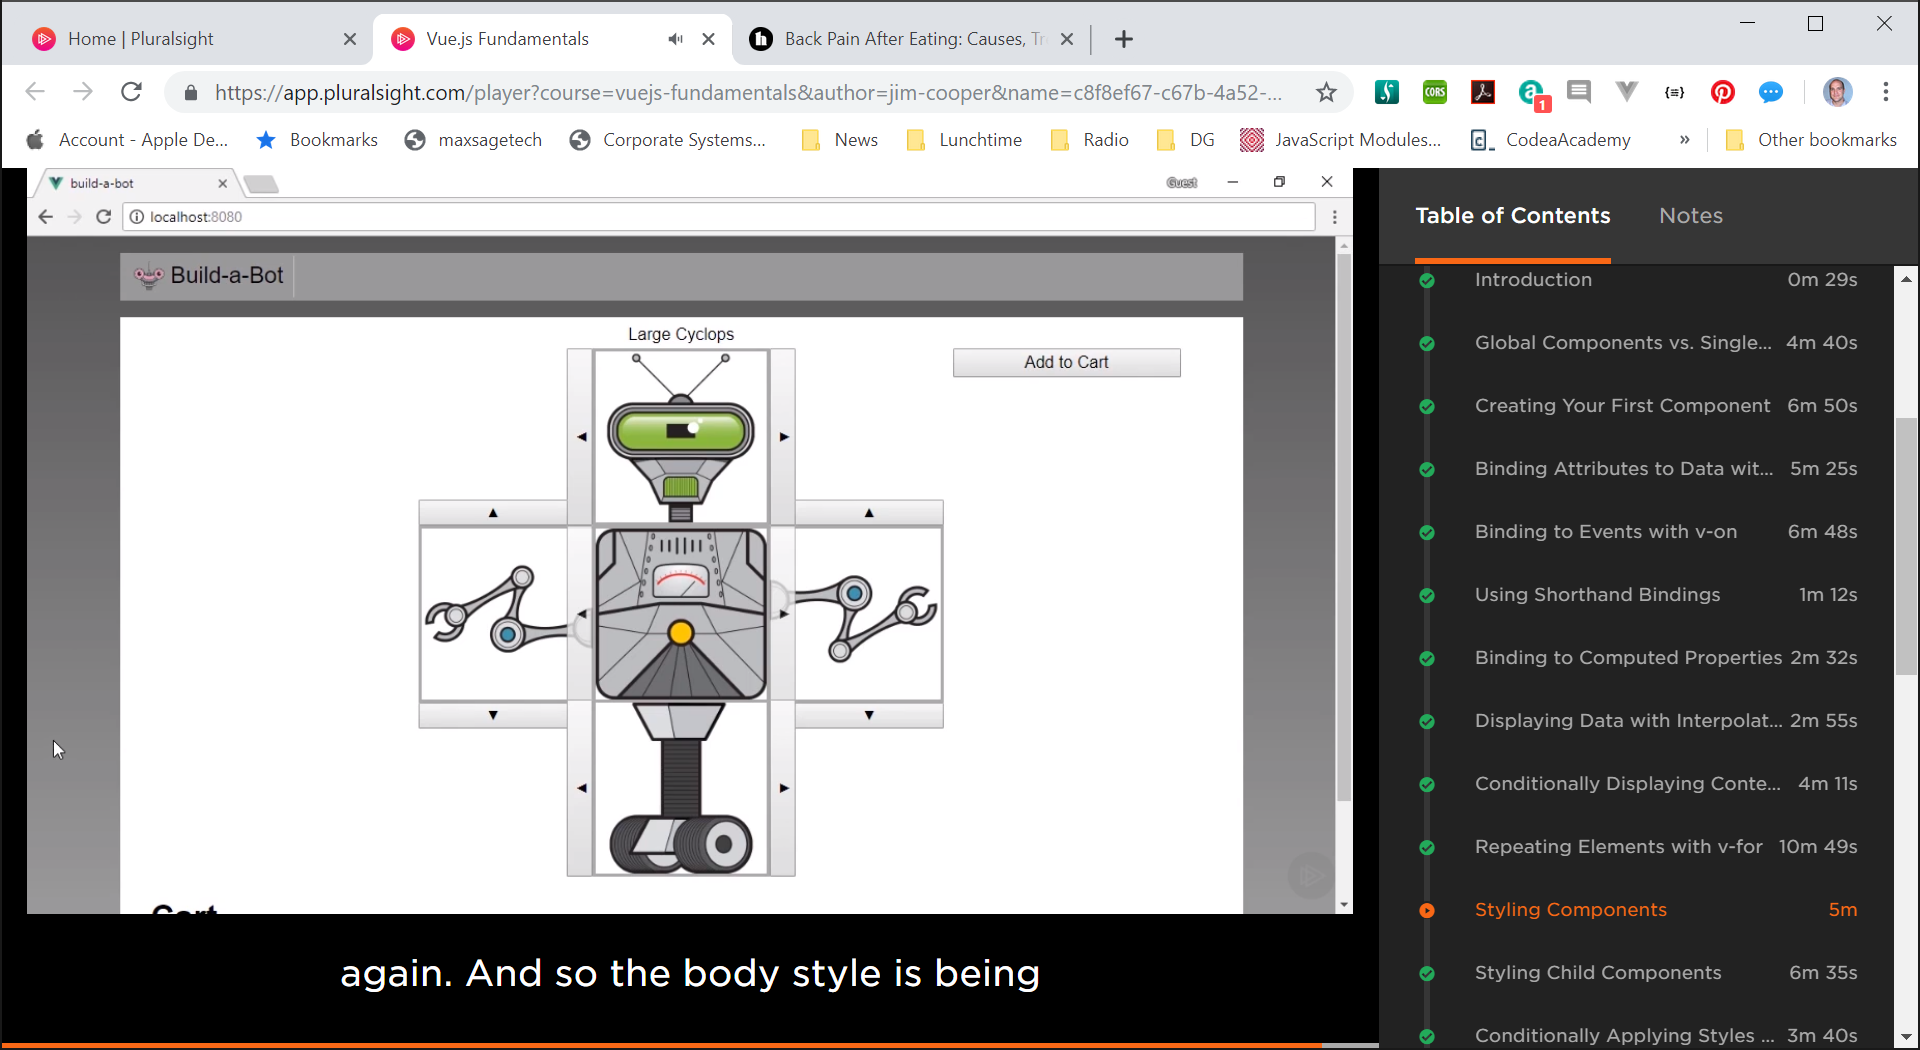 Home | Pluralsight
Vue.js Fundamentals
Back Pain After Eating: Causes, Tr
https://app.pluralsight.com/player?course=vuejs-fundamentals&author=jim-cooper&name=c8f8ef67-c67b-4a52-...
CORS
1
Account - Apple De...
Bookmarks
maxsagetech
Corporate Systems...
News
Lunchtime
Radio
DG
JavaScript Modules...
CodeaAcademy
»
Other bookmarks
build-a-bot
Guest
localhost:8080
Build-a-Bot
Large Cyclops
Add to Cart
Cart
again. And so the body style is being
Table of Contents
Notes
Introduction 0m 29s
Global Components vs. Single... 4m 40s
Creating Your First Component 6m 50s
Binding Attributes to Data wit... 5m 25s
Binding to Events with v-on 6m 48s
Using Shorthand Bindings 1m 12s
Binding to Computed Properties 2m 32s
Displaying Data with Interpolat... 2m 55s
Conditionally Displaying Conte... 4m 11s
Repeating Elements with v-for 10m 49s
Styling Components 5m
Styling Child Components 6m 35s
Conditionally Applying Styles ... 3m 40s